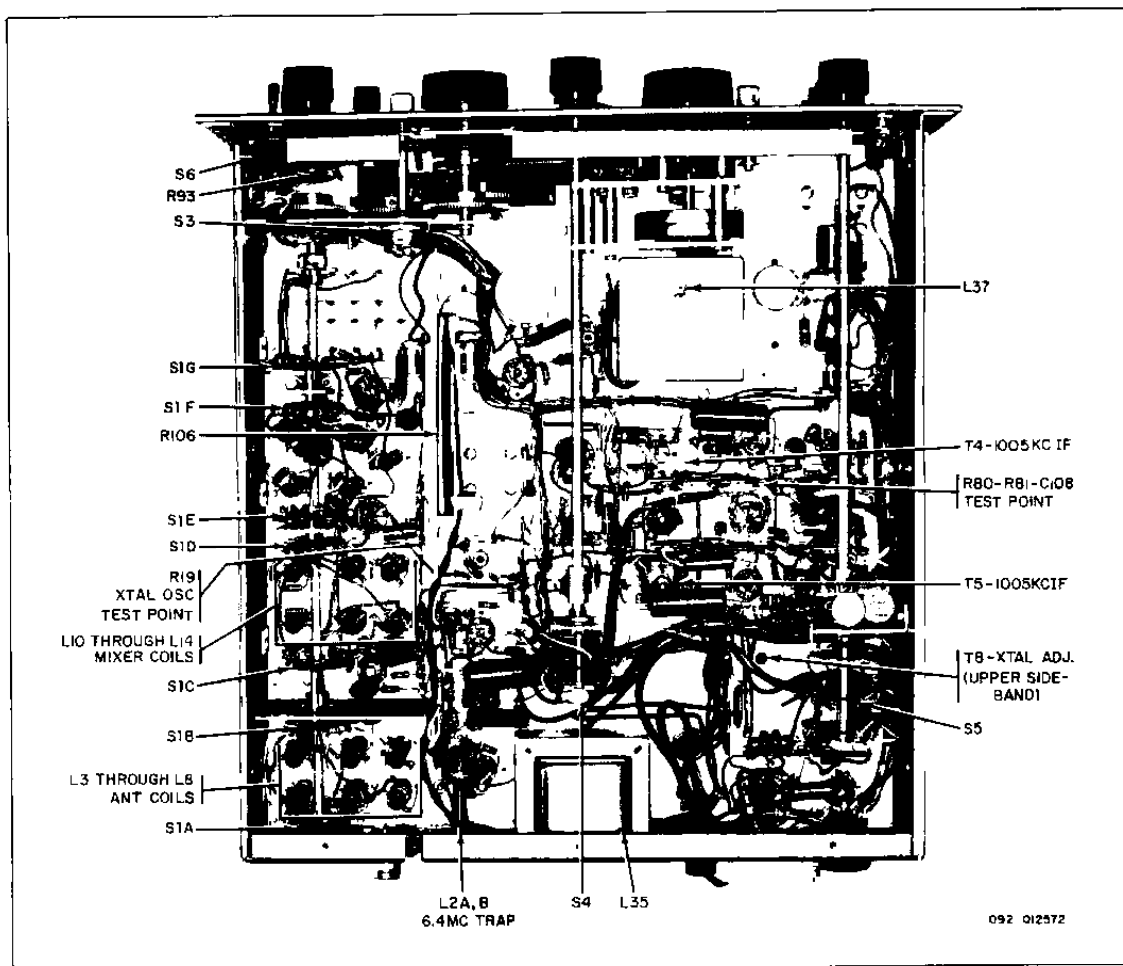 S6
R93
S3
L37
S1G
S1F
R106
T4-1005KC IF
R80-R81-C108
TEST POINT
S1E
S1D
R19
XTAL OSC
TEST POINT
T5-1005KCIF
L10 THROUGH L14
MIXER COILS
S1C
T8-XTAL ADJ.
(UPPER SIDE-
BAND)
S1B
S5
L3 THROUGH L8
ANT COILS
S1A
L2A, B
6.4MC TRAP
S4
L35
092 012572